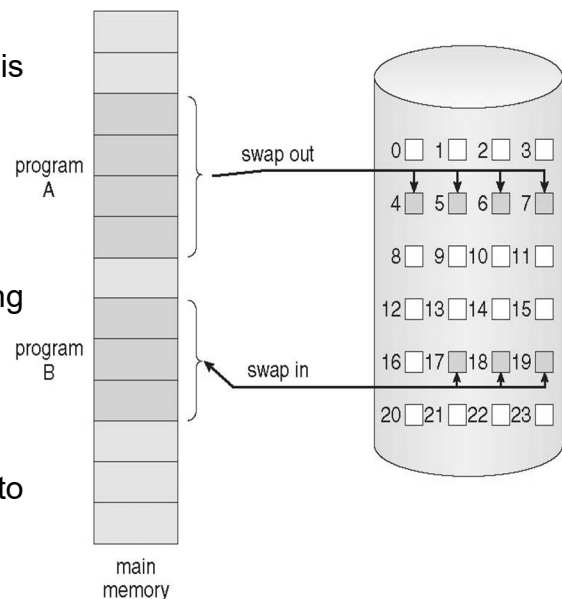 is
program
A
swap out
0 1 2 3
4 5 6 7
8 9 10 11
ng
12 13 14 15
program
B
swap in
16 17 18 19
20 21 22 23
to
main
memory